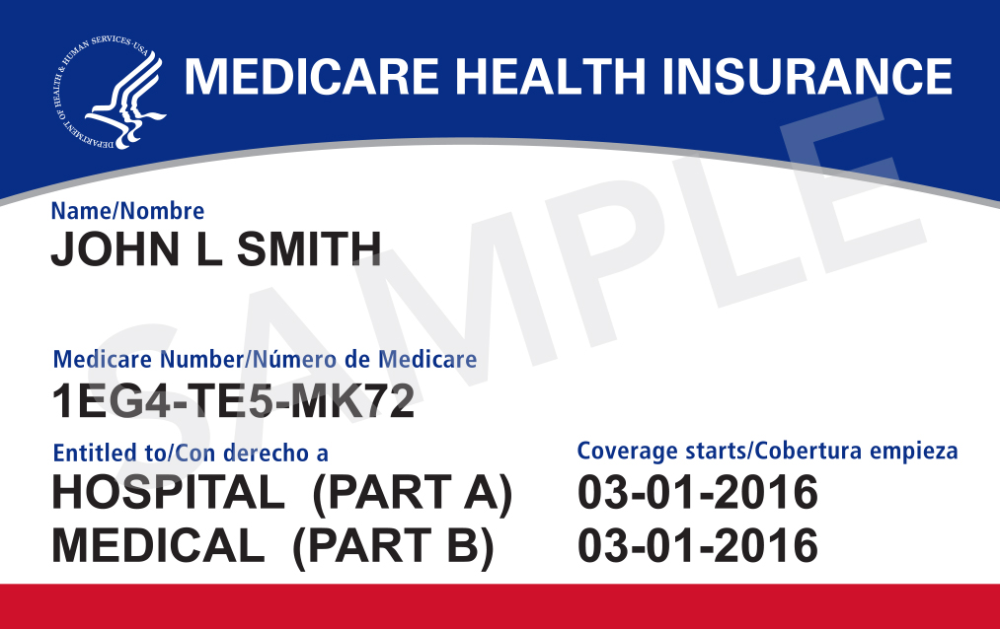 DEPARTMENT OF HEALTH & HUMAN SERVICES·USA
MEDICARE HEALTH INSURANCE
SAMPLE
Name/Nombre
JOHN L SMITH
Medicare Number/Número de Medicare
1EG4-TE5-MK72
Entitled to/Con derecho a
Coverage starts/Cobertura empieza
HOSPITAL (PART A) 03-01-2016
MEDICAL (PART B) 03-01-2016